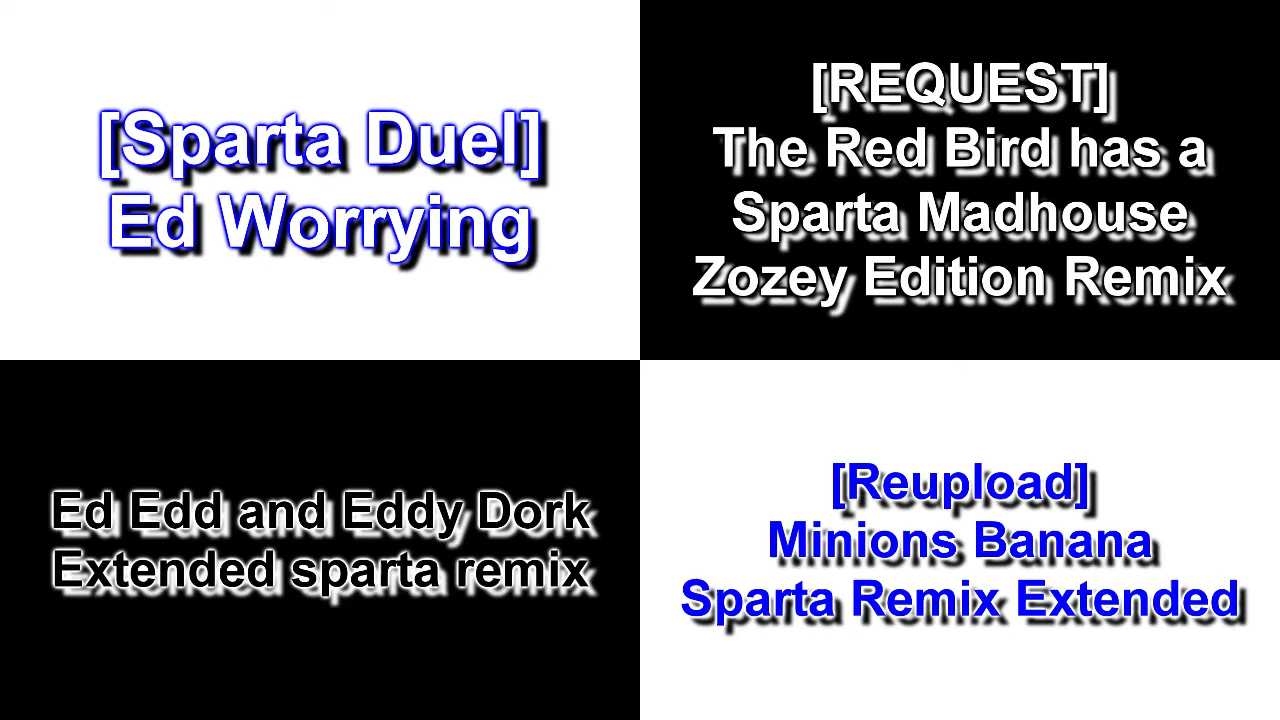 [Sparta Duel]
Ed Worrying
[REQUEST]
The Red Bird has a
Sparta Madhouse
Zozey Edition Remix
Ed Edd and Eddy Dork
Extended sparta remix
[Reupload]
Minions Banana
Sparta Remix Extended